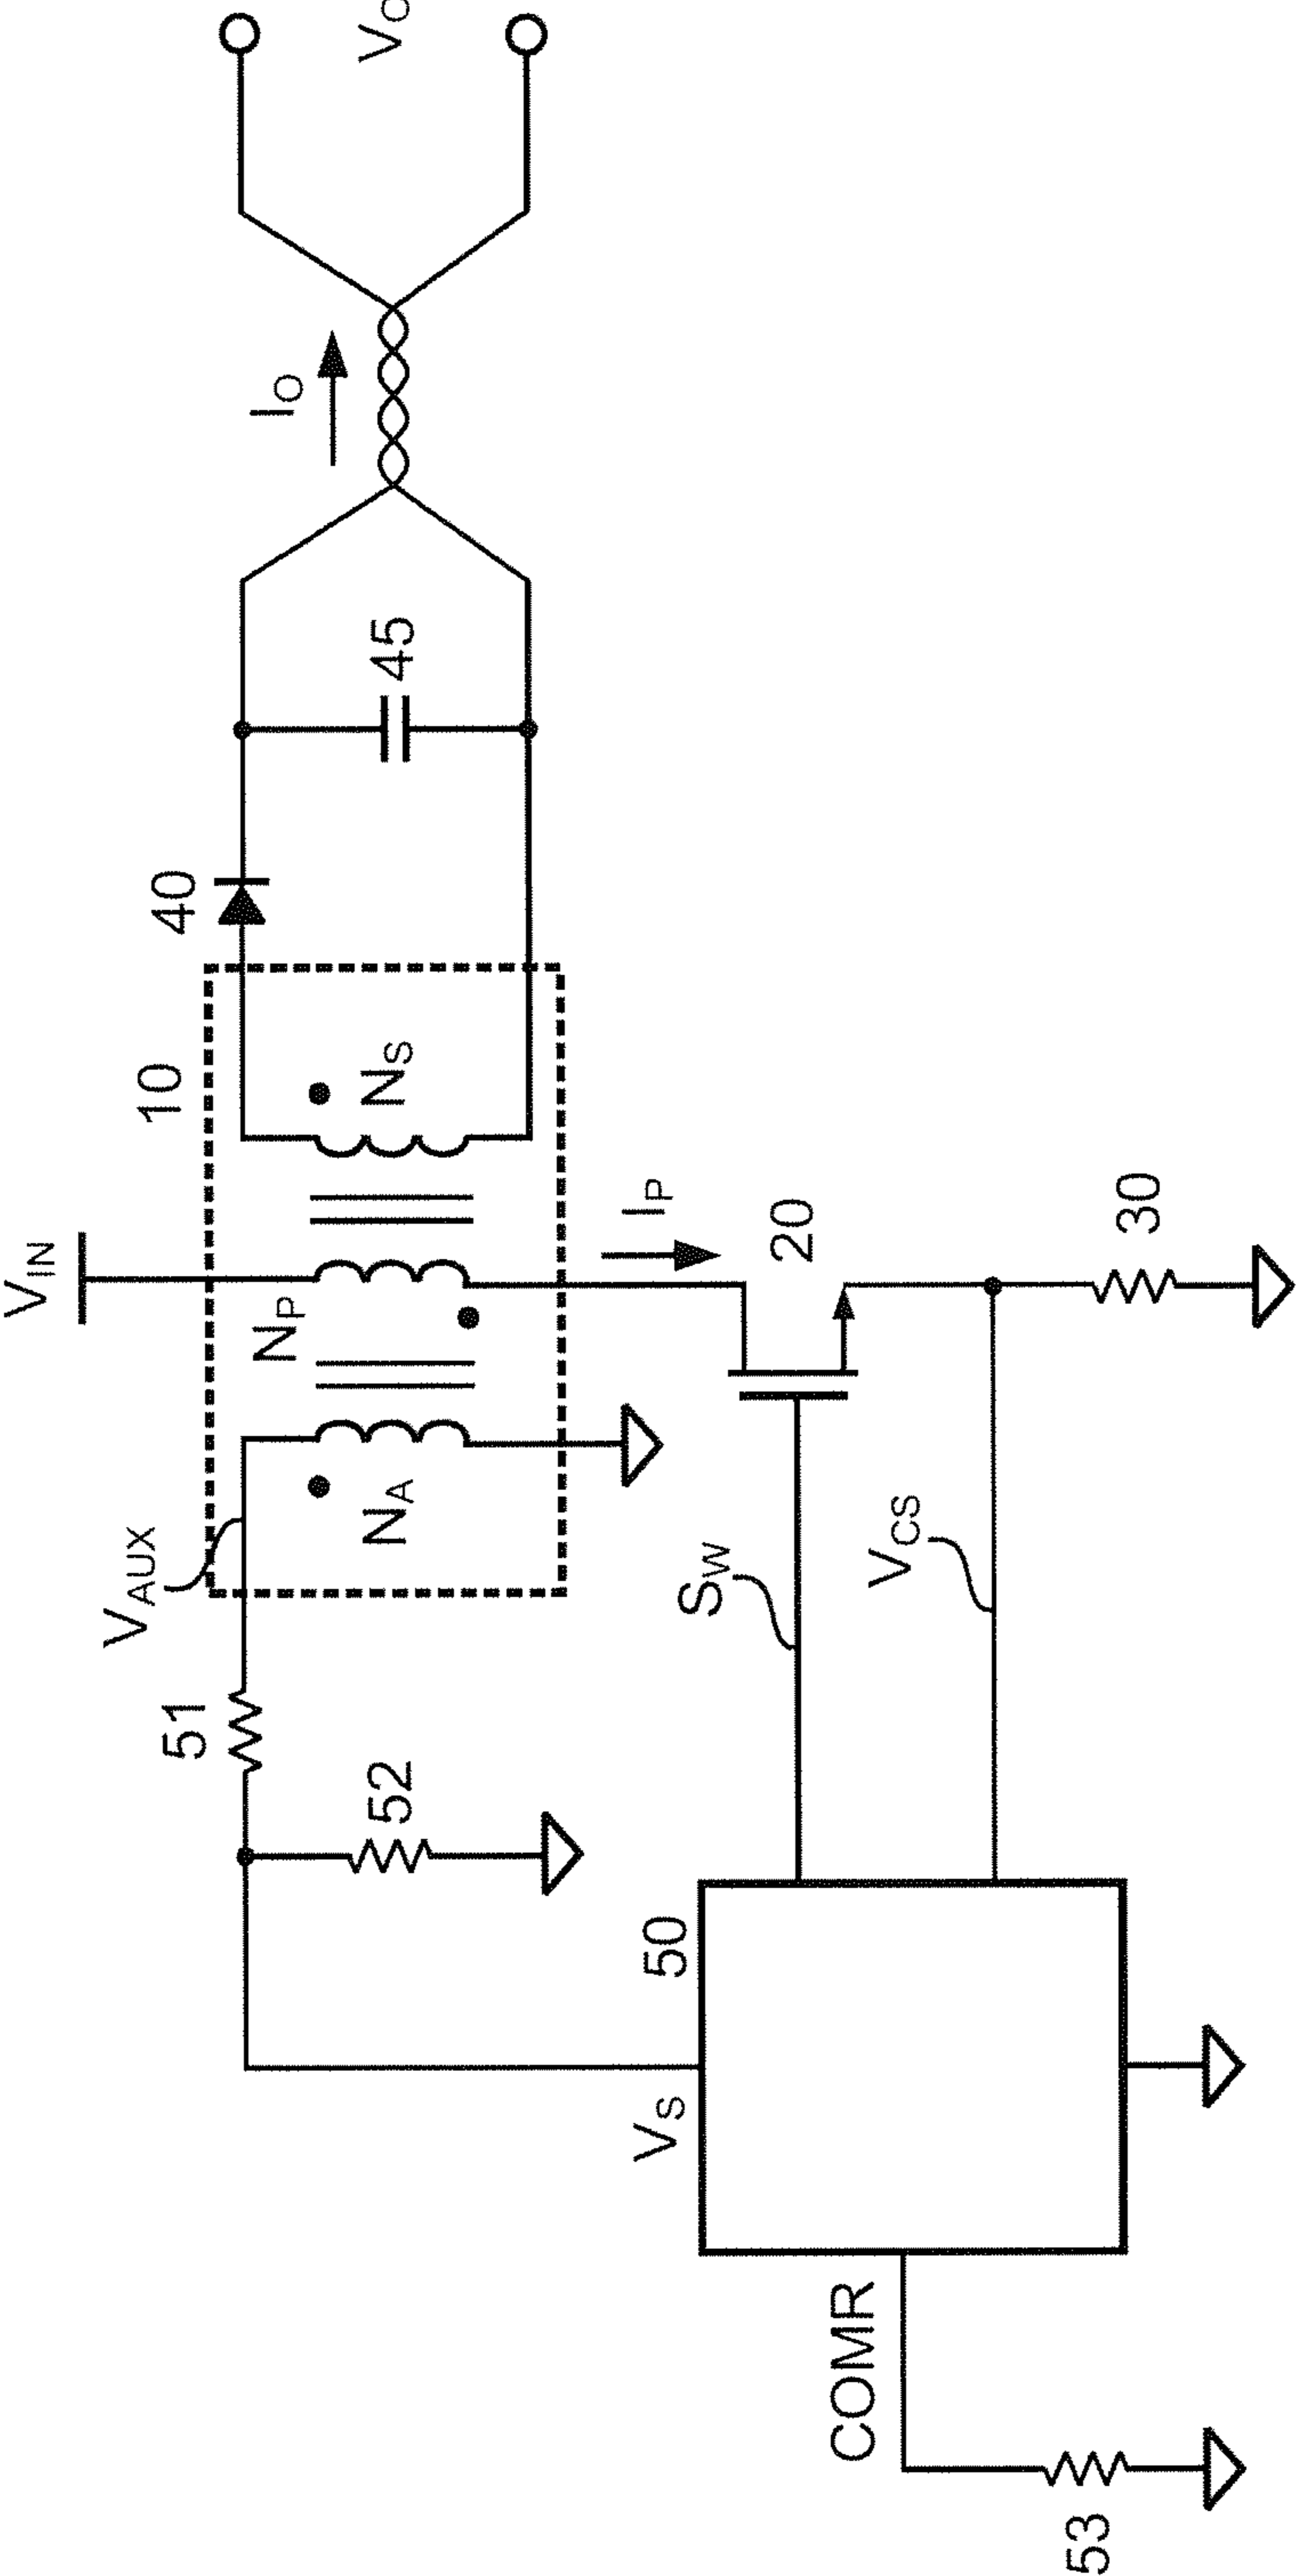 V_IN
V_O
I_O
10
40
45
N_P
N_S
N_A
V_AUX
51
52
I_P
20
30
S_W
V_CS
50
V_S
COMR
53